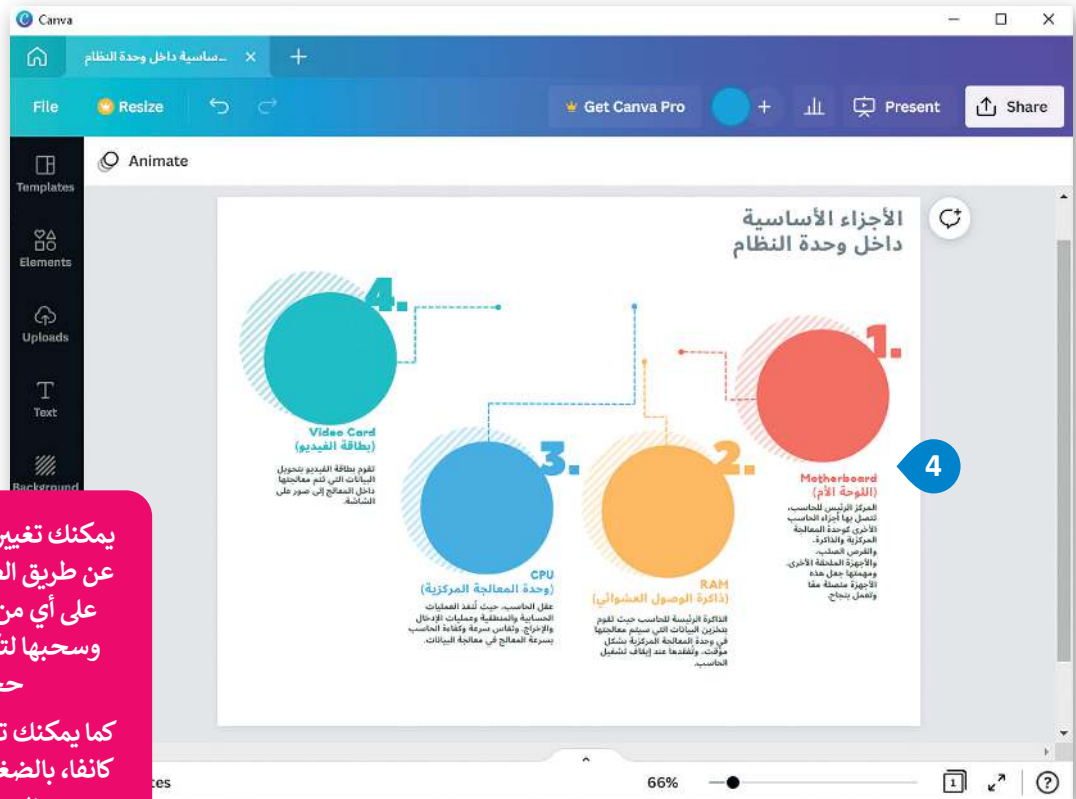 Canva
ـساسية داخل وحدة النظام
File
Resize
Get Canva Pro
Present
Share
Templates
Elements
Uploads
Text
Background
Animate
الأجزاء الأساسية
داخل وحدة النظام
1.
Motherboard
(اللوحة الأم)
المركز الرئيس للحاسب،
تتصل بها أجزاء الحاسب
الأخرى كوحدة المعالجة
المركزية والذاكرة.
والقرص الصلب،
والأجهزة الملحقة الأخرى.
ومهمتها جعل هذه
الأجهزة متصلة معًا
وتعمل بنجاح.
4
2.
RAM
(ذاكرة الوصول العشوائي)
الذاكرة الرئيسة للحاسب حيث تقوم
بتخزين البيانات التي سيتم معالجتها
في وحدة المعالجة المركزية بشكل
مؤقت، وتفقدها عند إيقاف تشغيل
الحاسب.
3.
CPU
(وحدة المعالجة المركزية)
عقل الحاسب، حيث تُنفذ العمليات
الحسابية والمنطقية وعمليات الإدخال
والإخراج. وتقاس سرعة وكفاءة الحاسب
بسرعة المعالج في معالجة البيانات.
4.
Video Card
(بطاقة الفيديو)
تقوم بطاقة الفيديو بتحويل
البيانات التي تتم معالجتها
داخل المعالج إلى صور على
الشاشة.
يمكنك تغيير
عن طريق
على أي من
وسحبها
كما يمكنك
كانفا، بالضغ
66%
1
?